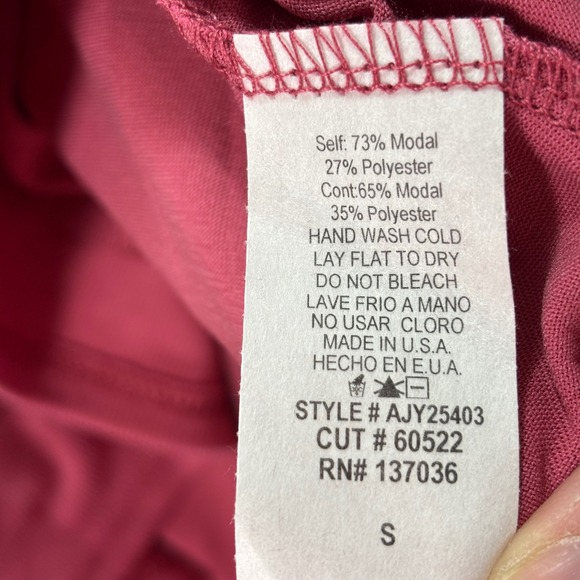 Self: 73% Modal
27% Polyester
Cont:65% Modal
35% Polyester
HAND WASH COLD
LAY FLAT TO DRY
DO NOT BLEACH
LAVE FRIO A MANO
NO USAR CLORO
MADE IN U.S.A.
HECHO EN E.U.A.
STYLE # AJY25403
CUT # 60522
RN# 137036
S